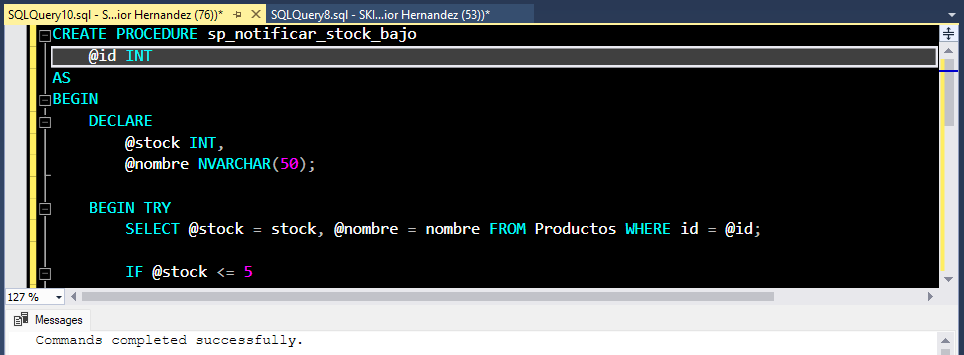 SQLQuery10.sql - S...ior Hernandez (76))* SQLQuery8.sql - SKI...r Hernandez (53))*
CREATE PROCEDURE sp_notificar_stock_bajo
@id INT
AS
BEGIN
DECLARE
@stock INT,
@nombre NVARCHAR(50);
BEGIN TRY
SELECT @stock = stock, @nombre = nombre FROM Productos WHERE id = @id;
IF @stock <= 5
127 %
Messages
Commands completed successfully.